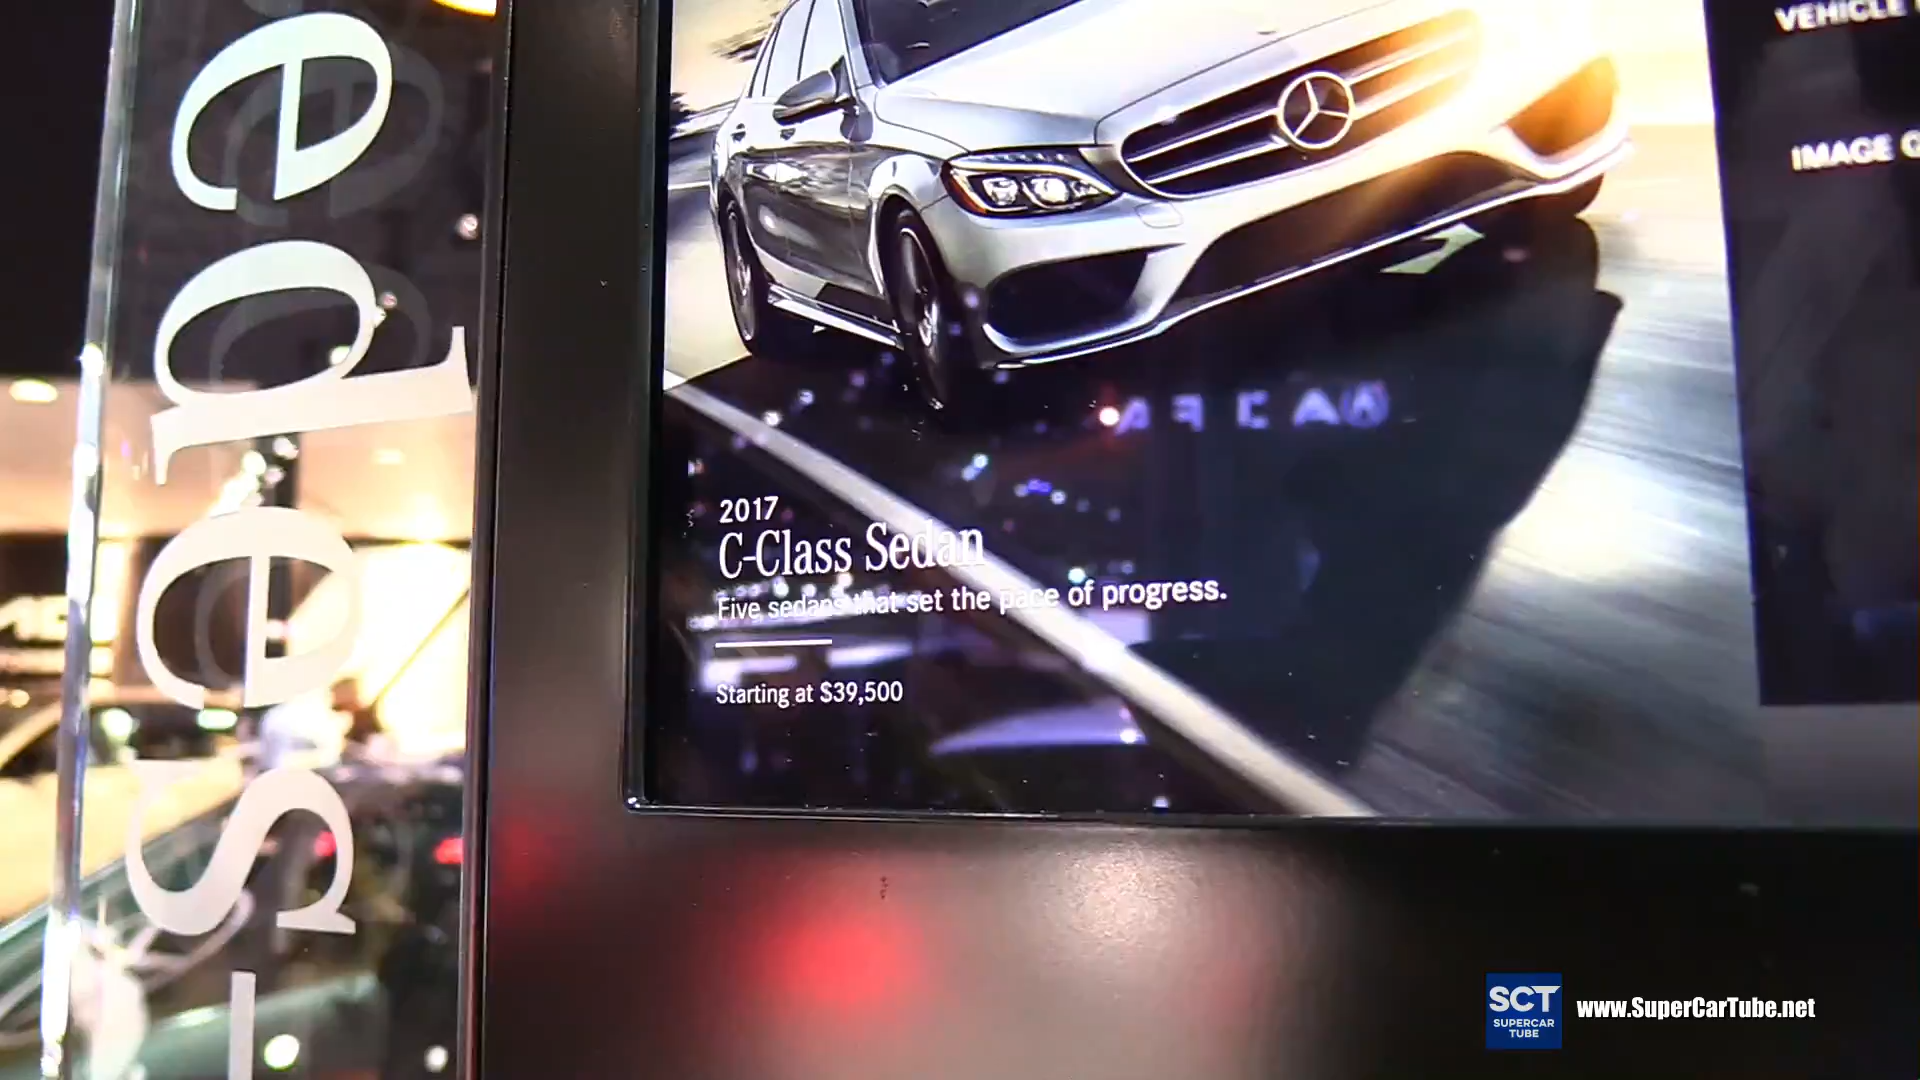 edes-
VEHICLE
IMAGE
2017
C-Class Sedan
Five sedans that set the pace of progress.
Starting at $39,500
SCT
SUPERCAR
TUBE
www.SuperCarTube.net